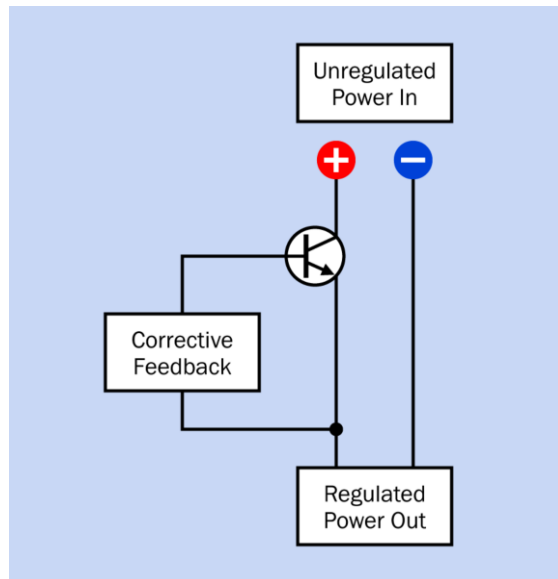 Unregulated
Power In
+
−
Corrective
Feedback
Regulated
Power Out